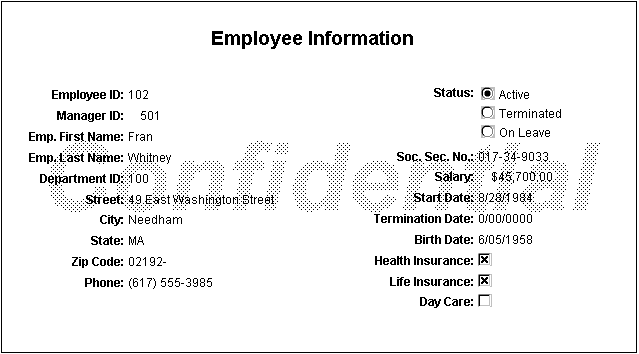 Employee Information
Employee ID: 102
Manager ID: 501
Emp. First Name: Fran
Emp. Last Name: Whitney
Department ID: 100
Street: 49 East Washington Street
City: Needham
State: MA
Zip Code: 02192-
Phone: (617) 555-3985
Status: Active
Terminated
On Leave
Soc. Sec. No.: 017-34-9033
Salary: $45,700.00
Start Date: 8/28/1984
Termination Date: 0/00/0000
Birth Date: 6/05/1958
Health Insurance:
Life Insurance:
Day Care:
Confidential